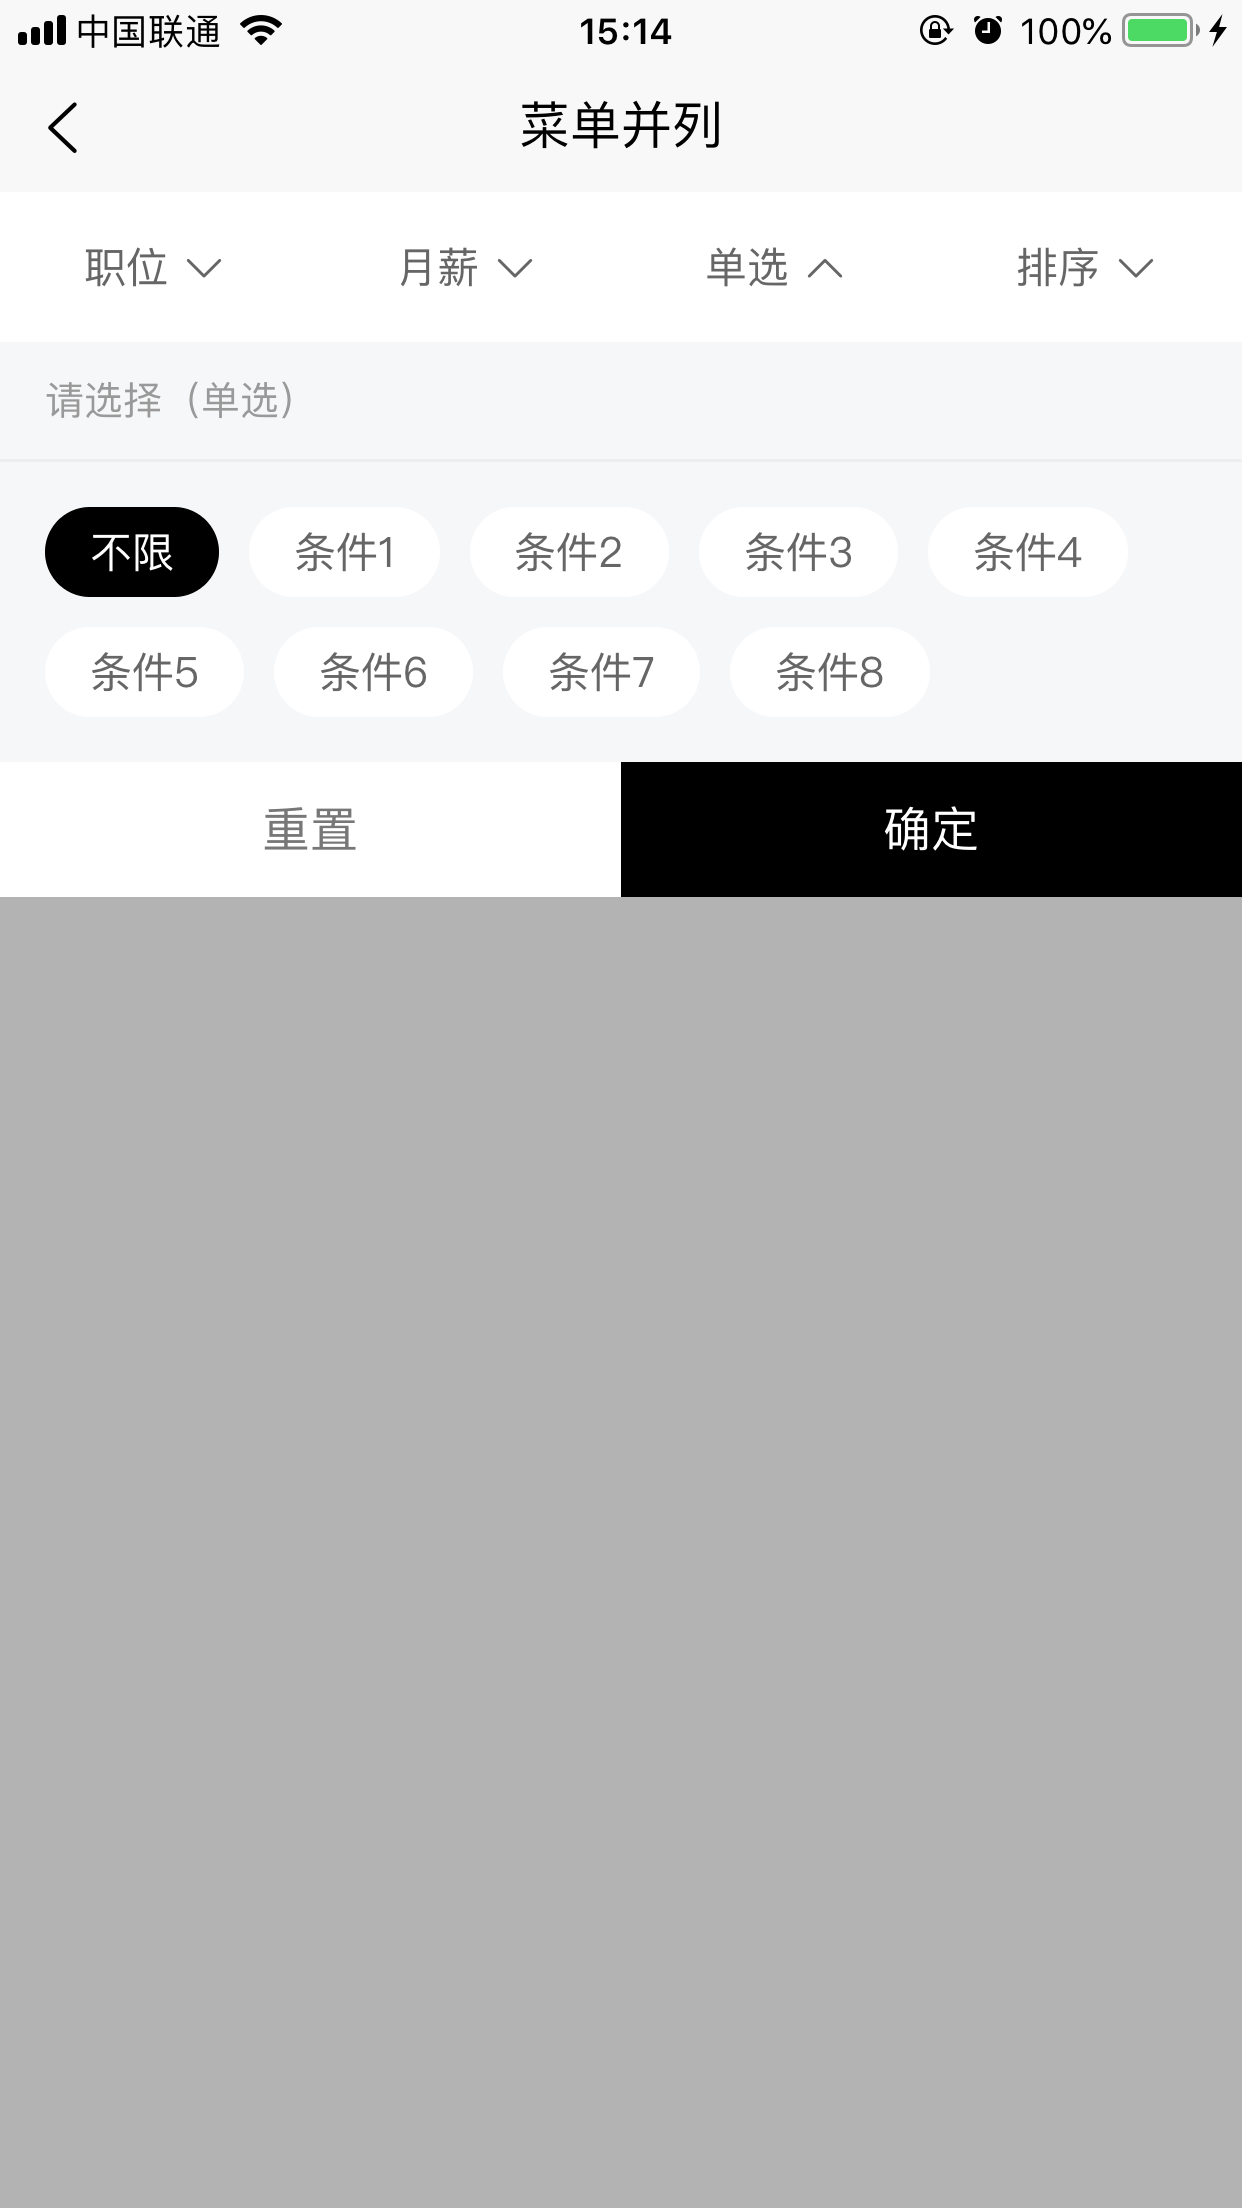 中国联通 15:14 100%
菜单并列
职位 月薪 单选 排序
请选择（单选）
不限 条件1 条件2 条件3 条件4
条件5 条件6 条件7 条件8
重置 确定